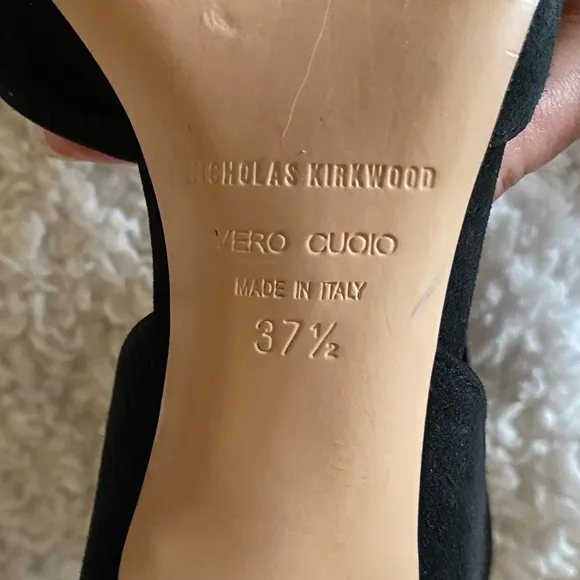 NICHOLAS KIRKWOOD
VERO CUOIO
MADE IN ITALY
37½